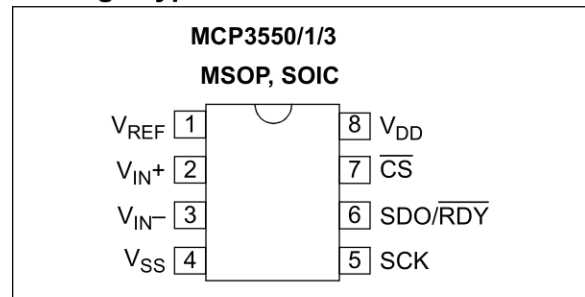 MCP3550/1/3
MSOP, SOIC
VREF 1 8 VDD
VIN+ 2 7 CS
VIN– 3 6 SDO/RDY
VSS 4 5 SCK